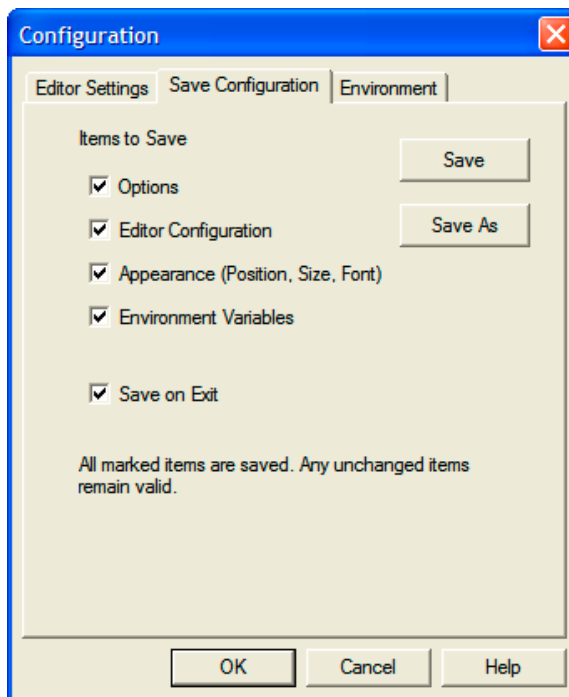 Configuration
Editor Settings Save Configuration Environment
Items to Save
Save
Options
Save As
Editor Configuration
Appearance (Position, Size, Font)
Environment Variables
Save on Exit
All marked items are saved. Any unchanged items
remain valid.
OK Cancel Help